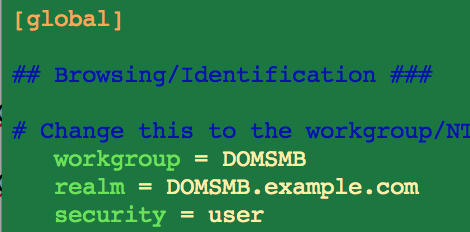 [global]
## Browsing/Identification ###
# Change this to the workgroup/NT
workgroup = DOMSMB
realm = DOMSMB.example.com
security = user